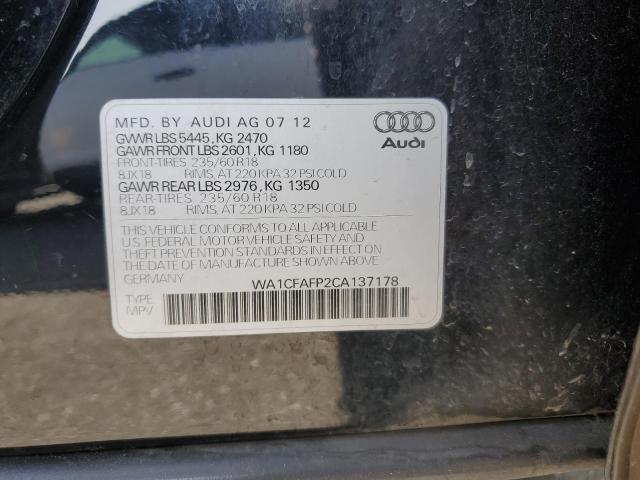 MFD. BY AUDI AG 07 12
GVWR LBS 5445, KG 2470
GAWR FRONT LBS 2601, KG 1180
FRONT-TIRES 235/60 R18
8JX18 RIMS, AT 220 KPA 32 PSI COLD
GAWR REAR LBS 2976, KG 1350
REAR-TIRES 235/60 R18
8JX18 RIMS, AT 220 KPA 32 PSI COLD
Audi
THIS VEHICLE CONFORMS TO ALL APPLICABLE
U.S. FEDERAL MOTOR VEHICLE SAFETY AND
THEFT PREVENTION STANDARDS IN EFFECT ON
THE DATE OF MANUFACTURE SHOWN ABOVE
GERMANY WA1CFAFP2CA137178
TYPE:
MPV